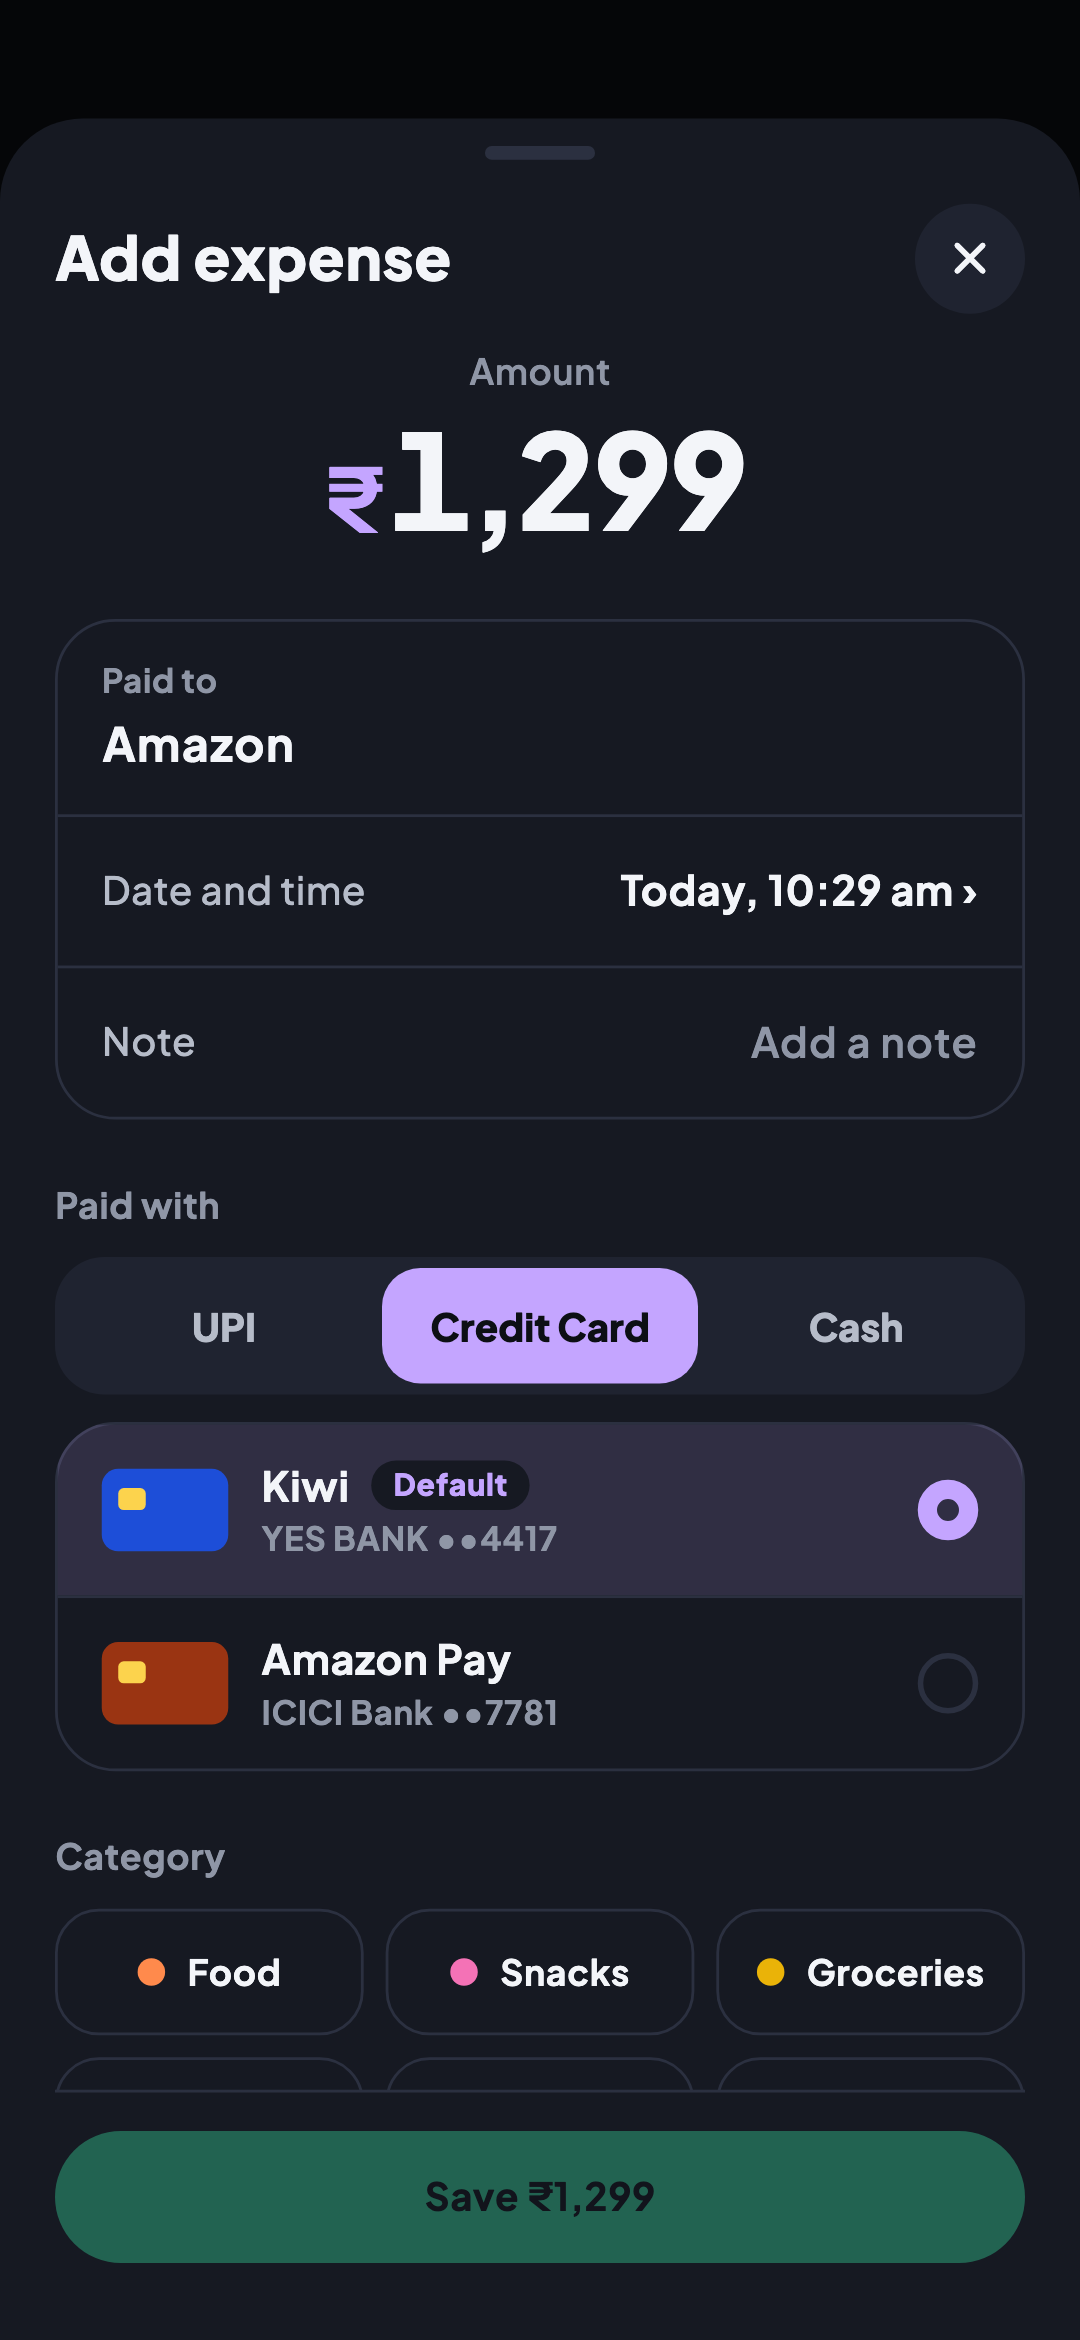 Add expense
Amount
₹1,299
Paid to
Amazon
Date and time Today, 10:29 am ›
Note Add a note
Paid with
UPI Credit Card Cash
Kiwi Default
YES BANK ••4417
Amazon Pay
ICICI Bank ••7781
Category
Food Snacks Groceries
Save ₹1,299